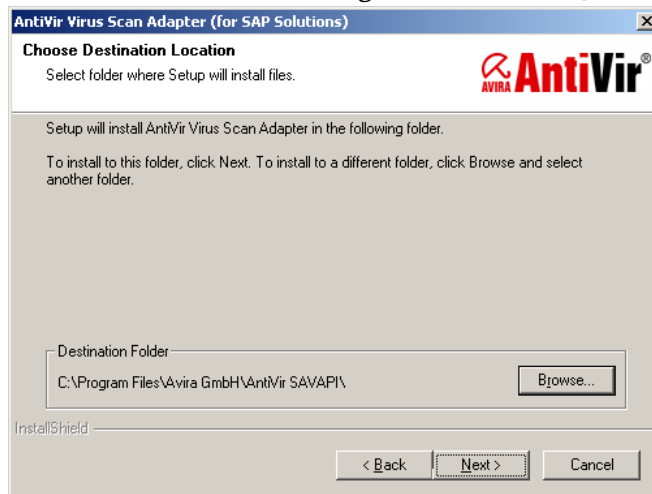 AntiVir Virus Scan Adapter (for SAP Solutions)
Choose Destination Location
Select folder where Setup will install files.
AVIRA AntiVir®
Setup will install AntiVir Virus Scan Adapter in the following folder.
To install to this folder, click Next. To install to a different folder, click Browse and select
another folder.
Destination Folder
C:\Program Files\Avira GmbH\AntiVir SAVAPI\
Browse...
InstallShield
< Back
Next >
Cancel